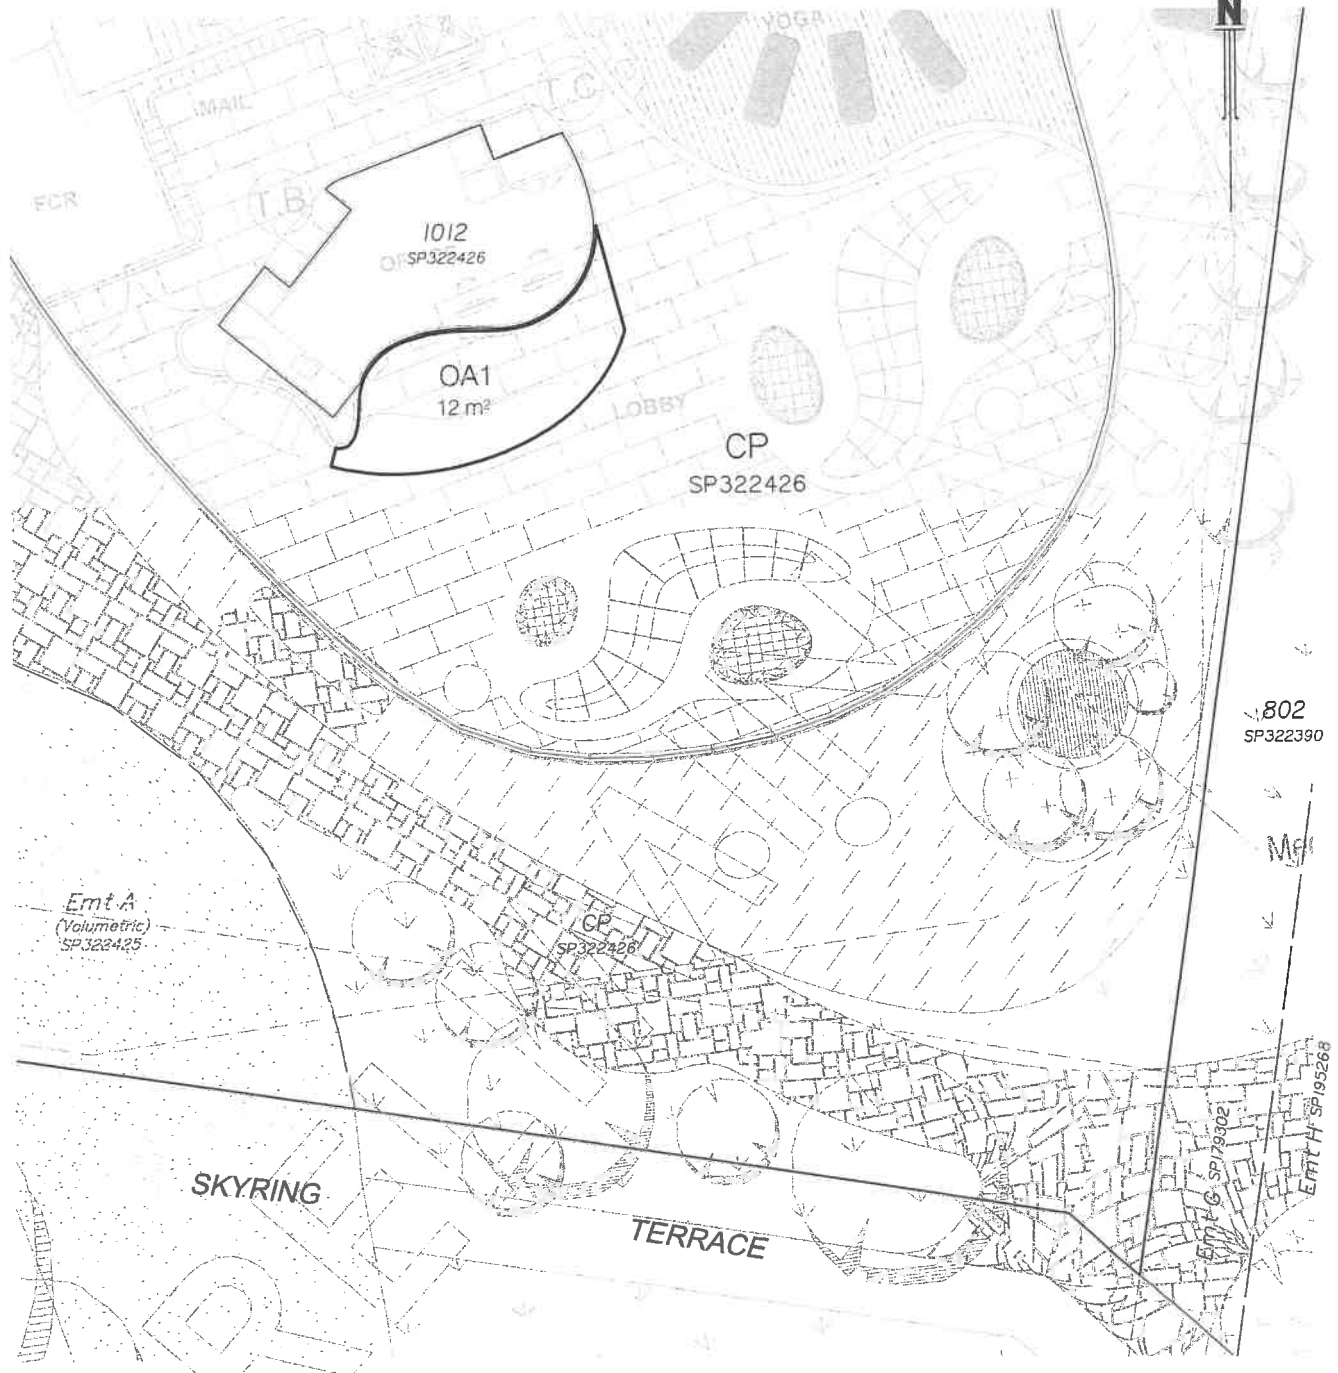 YOGA
N
MAIL
T.C
FCR
T.B
1012
SP322426
OA1
12 m²
LOBBY
CP
SP322426
802
SP322390
Emt A
(Volumetric)
SP322425
CP
SP322426
SKYRING
TERRACE
Emt G SP179302
Emt H SP195268